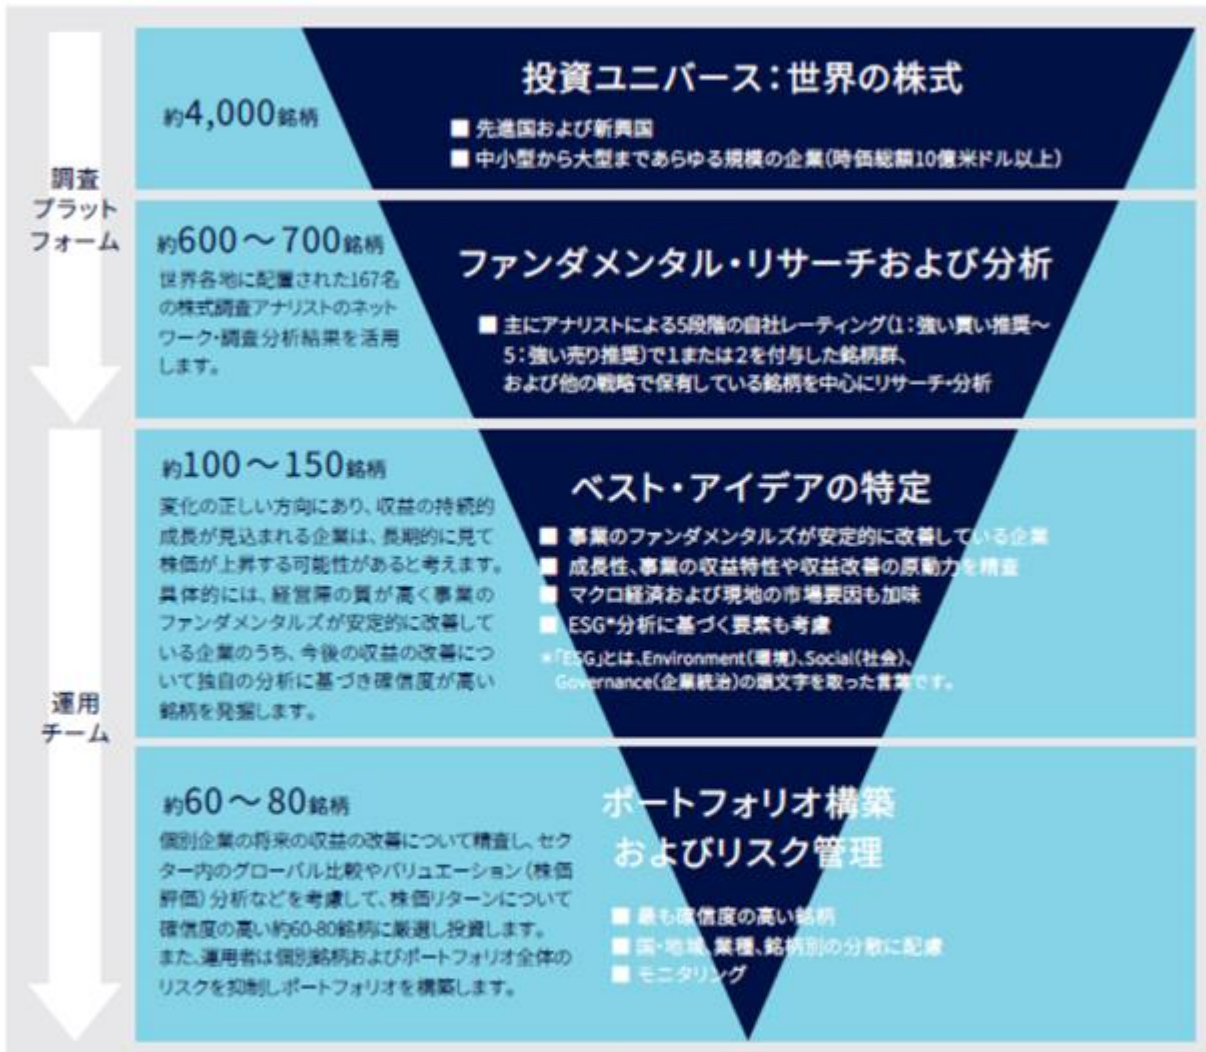 調査
プラット
フォーム
約4,000銘柄
投資ユニバース：世界の株式
■ 先進国および新興国
■ 中小型から大型まであらゆる規模の企業（時価総額10億米ドル以上）
約600～700銘柄
世界各地に配置された167名
の株式調査アナリストのネット
ワーク・調査分析結果を活用
します。
ファンダメンタル・リサーチおよび分析
■ 主にアナリストによる5段階の自社レーティング（1：強い買い推奨～
5：強い売り推奨）で1または2を付与した銘柄群、
および他の戦略で保有している銘柄を中心にリサーチ・分析
運用
チーム
約100～150銘柄
変化の正しい方向にあり、収益の持続的
成長が見込まれる企業は、長期的に見て
株価が上昇する可能性があると考えます。
具体的には、経営陣の質が高く事業の
ファンダメンタルズが安定的に改善して
いる企業のうち、今後の収益の改善につ
いて独自の分析に基づき確信度が高い
銘柄を発掘します。
ベスト・アイデアの特定
■ 事業のファンダメンタルズが安定的に改善している企業
■ 成長性、事業の収益特性や収益改善の原動力を精査
■ マクロ経済および現地の市場要因も加味
■ ESG*分析に基づく要素も考慮
*「ESG」とは、Environment（環境）、Social（社会）、
Governance（企業統治）の頭文字を取った言葉です。
約60～80銘柄
個別企業の将来の収益の改善について精査し、セク
ター内のグローバル比較やバリュエーション（株価
評価）分析などを考慮して、株価リターンについて
確信度の高い約60-80銘柄に厳選し投資します。
また、運用者は個別銘柄およびポートフォリオ全体の
リスクを抑制しポートフォリオを構築します。
ポートフォリオ構築
およびリスク管理
■ 最も確信度の高い銘柄
■ 国・地域、業種、銘柄別の分散に配慮
■ モニタリング